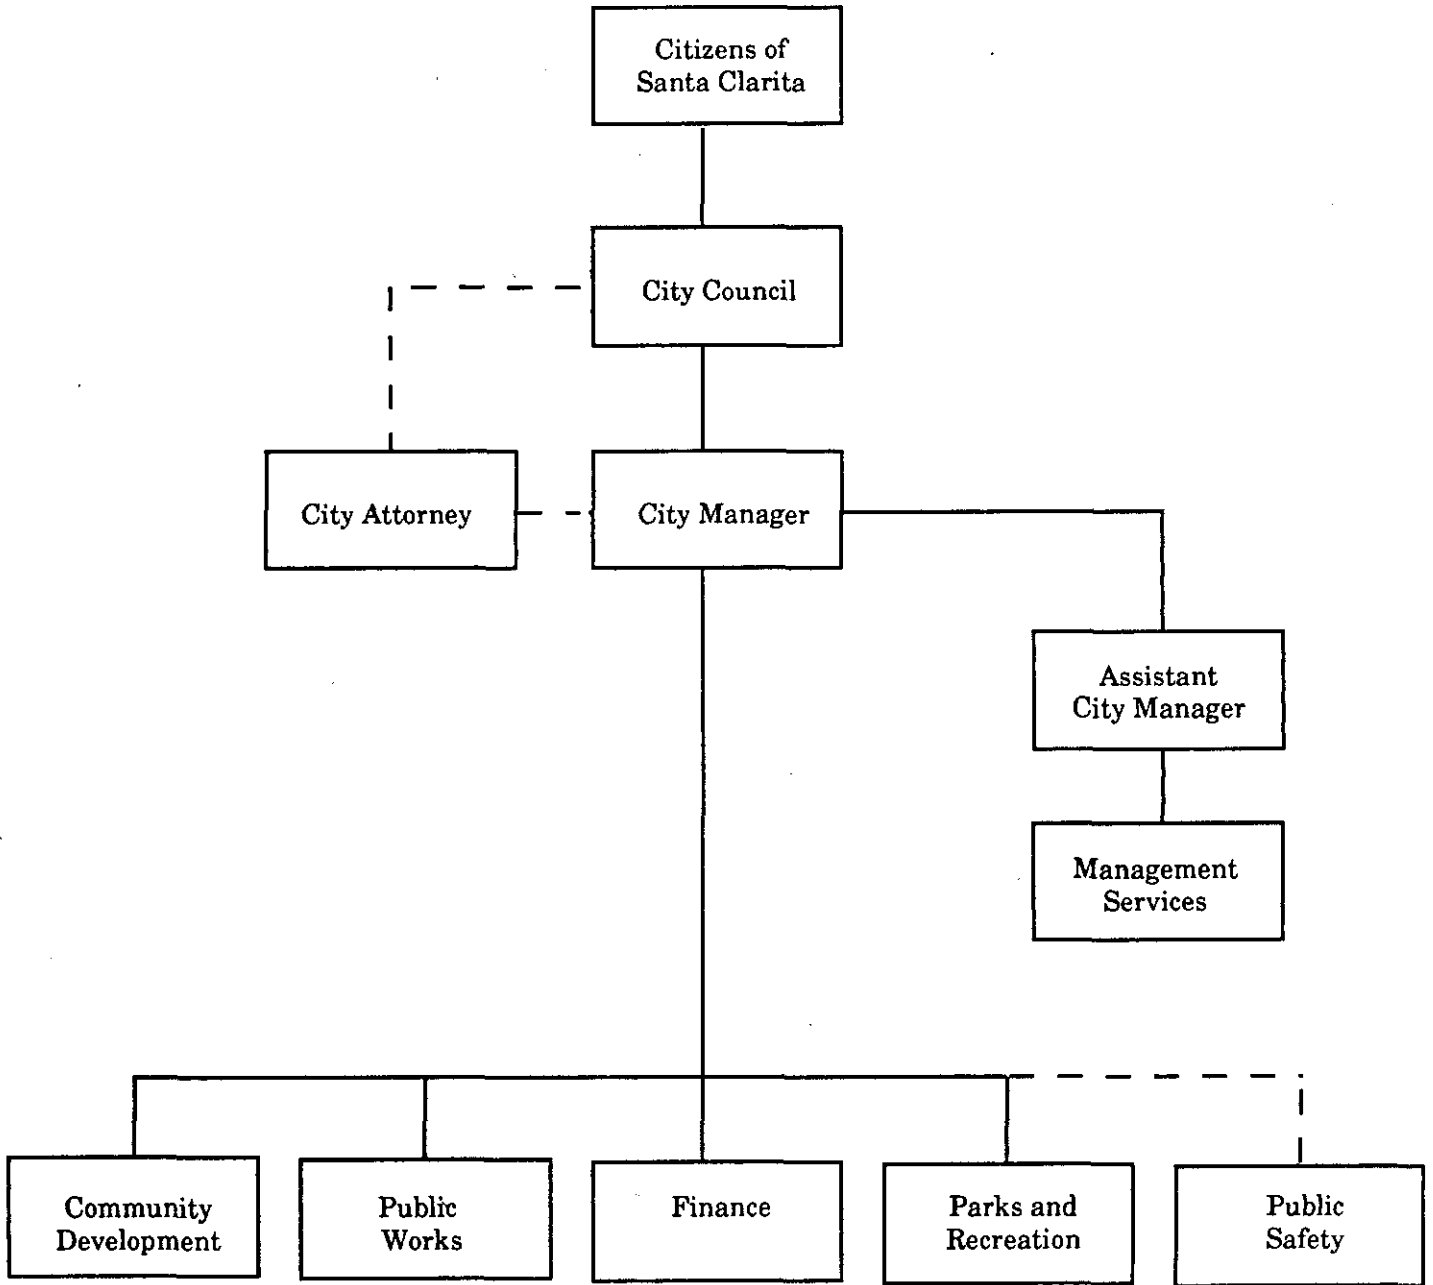 Citizens of
Santa Clarita
City Council
City Attorney
City Manager
Assistant
City Manager
Management
Services
Community
Development
Public
Works
Finance
Parks and
Recreation
Public
Safety